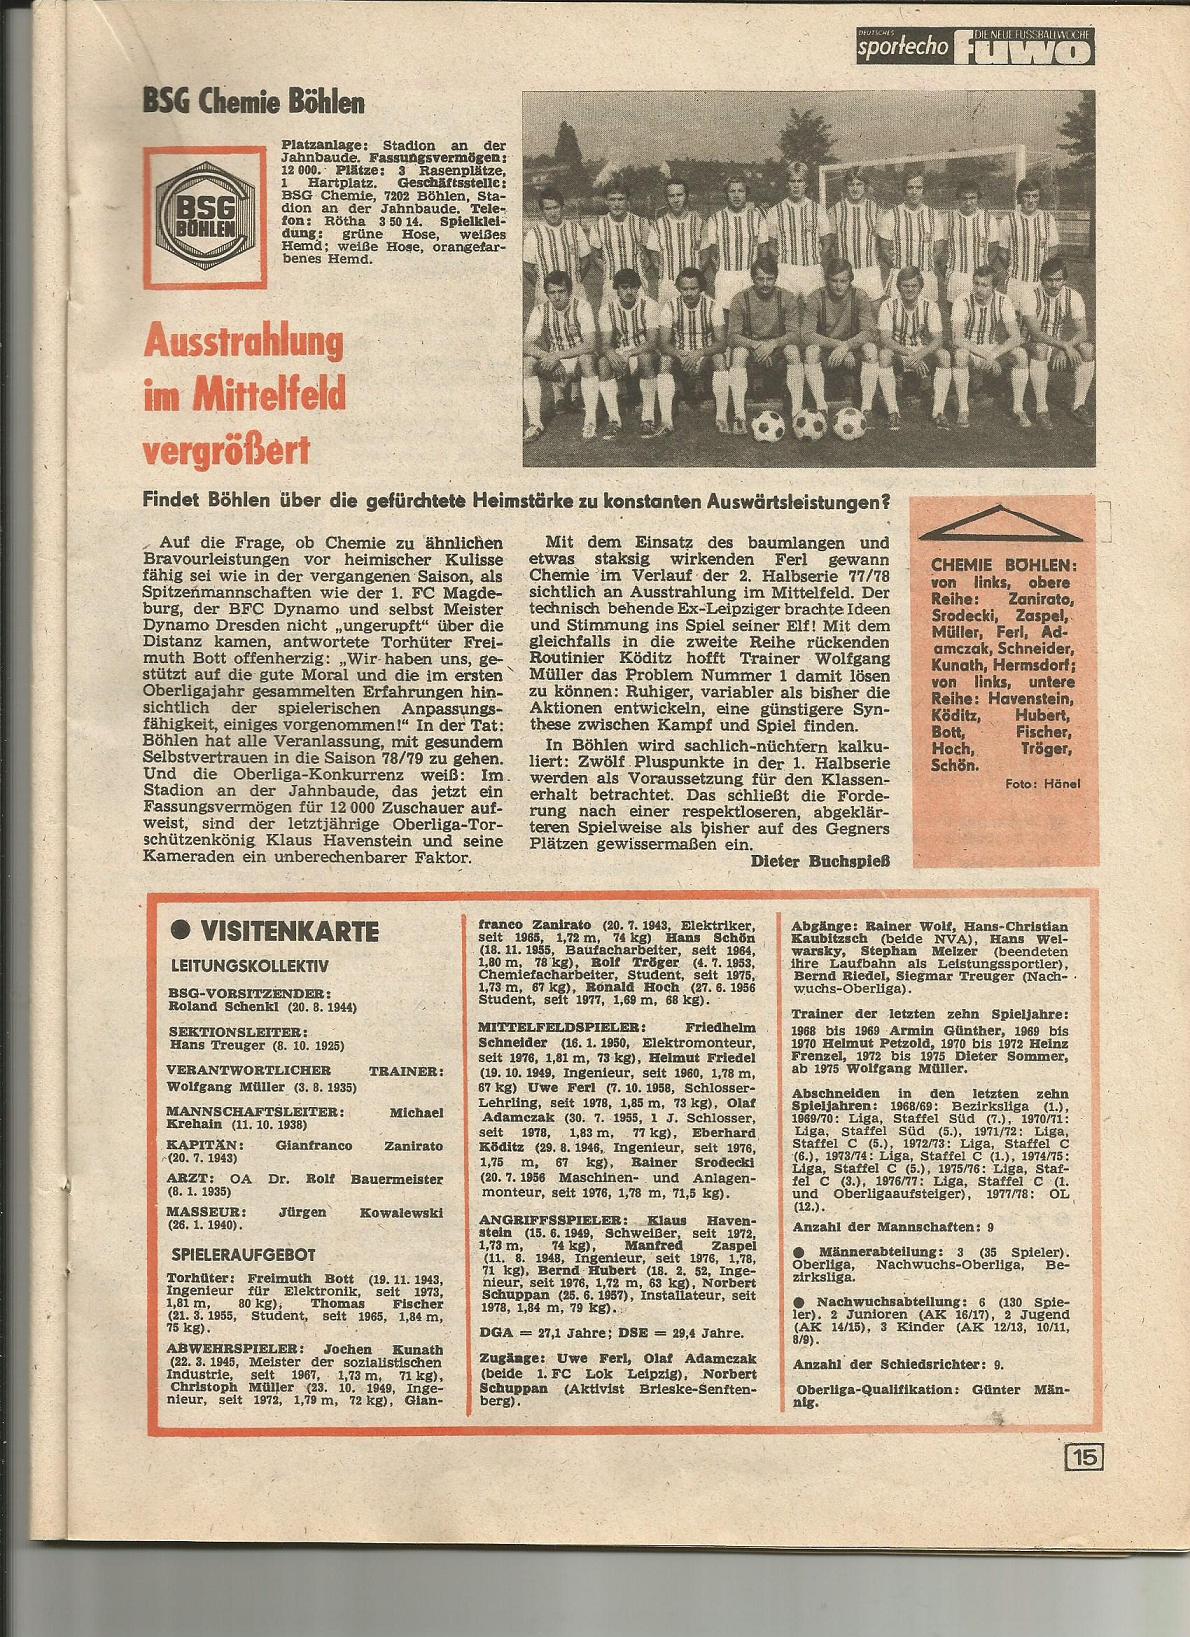 DEUTSCHES
sportecho
DIE NEUE FUSSBALLWOCHE
fuwo
BSG Chemie Böhlen
BSG
BÖHLEN
Platzanlage: Stadion an der
Jahnbaude. Fassungsvermögen:
12 000. Plätze: 3 Rasenplätze,
1 Hartplatz. Geschäftsstelle:
BSG Chemie, 7202 Böhlen, Sta-
dion an der Jahnbaude. Tele-
fon: Rötha 3 50 14. Spielklei-
dung: grüne Hose, weißes
Hemd; weiße Hose, orangefar-
benes Hemd.
Ausstrahlung
im Mittelfeld
vergrößert
Findet Böhlen über die gefürchtete Heimstärke zu konstanten Auswärtsleistungen?
Auf die Frage, ob Chemie zu ähnlichen
Bravourleistungen vor heimischer Kulisse
fähig sei wie in der vergangenen Saison, als
Spitzenmannschaften wie der 1. FC Magde-
burg, der BFC Dynamo und selbst Meister
Dynamo Dresden nicht „ungerupft“ über die
Distanz kamen, antwortete Torhüter Frei-
muth Bott offenherzig: „Wir haben uns, ge-
stützt auf die gute Moral und die im ersten
Oberligajahr gesammelten Erfahrungen hin-
sichtlich der spielerischen Anpassungs-
fähigkeit, einiges vorgenommen!“ In der Tat:
Böhlen hat alle Veranlassung, mit gesundem
Selbstvertrauen in die Saison 78/79 zu gehen.
Und die Oberliga-Konkurrenz weiß: Im
Stadion an der Jahnbaude, das jetzt ein
Fassungsvermögen für 12 000 Zuschauer auf-
weist, sind der letztjährige Oberliga-Tor-
schützenkönig Klaus Havenstein und seine
Kameraden ein unberechenbarer Faktor.
Mit dem Einsatz des baumlangen und
etwas staksig wirkenden Ferl gewann
Chemie im Verlauf der 2. Halbserie 77/78
sichtlich an Ausstrahlung im Mittelfeld. Der
technisch behende Ex-Leipziger brachte Ideen
und Stimmung ins Spiel seiner Elf! Mit dem
gleichfalls in die zweite Reihe rückenden
Routinier Köditz hofft Trainer Wolfgang
Müller das Problem Nummer 1 damit lösen
zu können: Ruhiger, variabler als bisher die
Aktionen entwickeln, eine günstigere Syn-
these zwischen Kampf und Spiel finden.
In Böhlen wird sachlich-nüchtern kalku-
liert: Zwölf Pluspunkte in der 1. Halbserie
werden als Voraussetzung für den Klassen-
erhalt betrachtet. Das schließt die Forde-
rung nach einer respektloseren, abgeklär-
teren Spielweise als bisher auf des Gegners
Plätzen gewissermaßen ein.
Dieter Buchspieß
CHEMIE BÖHLEN:
von links, obere
Reihe: Zanirato,
Srodecki, Zaspel,
Müller, Ferl, Ad-
amczak, Schneider,
Kunath, Hermsdorf;
von links, untere
Reihe: Havenstein,
Köditz, Hubert,
Bott, Fischer,
Hoch, Tröger,
Schön.
Foto: Hänel
● VISITENKARTE
LEITUNGSKOLLEKTIV
BSG-VORSITZENDER:
Roland Schenkl (20. 8. 1944)
SEKTIONSLEITER:
Hans Treuger (8. 10. 1925)
VERANTWORTLICHER TRAINER:
Wolfgang Müller (3. 8. 1935)
MANNSCHAFTSLEITER: Michael
Krehain (11. 10. 1938)
KAPITÄN: Gianfranco Zanirato
(20. 7. 1943)
ARZT: OA Dr. Rolf Bauermeister
(8. 1. 1935)
MASSEUR: Jürgen Kowalewski
(26. 1. 1940).
SPIELERAUFGEBOT
Torhüter: Freimuth Bott (19. 11. 1943,
Ingenieur für Elektronik, seit 1973,
1,81 m, 80 kg), Thomas Fischer
(21. 3. 1955, Student, seit 1965, 1,84 m,
75 kg).
ABWEHRSPIELER: Jochen Kunath
(22. 3. 1945, Meister der sozialistischen
Industrie, seit 1967, 1,73 m, 71 kg),
Christoph Müller (23. 10. 1949, Inge-
nieur, seit 1972, 1,79 m, 72 kg), Gian-
franco Zanirato (20. 7. 1943, Elektriker,
seit 1965, 1,72 m, 74 kg) Hans Schön
(18. 11. 1955, Baufacharbeiter, seit 1964,
1,80 m, 78 kg), Rolf Tröger (4. 7. 1953,
Chemiefacharbeiter, Student, seit 1975,
1,73 m, 67 kg), Ronald Hoch (27. 6. 1956
Student, seit 1977, 1,69 m, 68 kg).
MITTELFELDSPIELER: Friedhelm
Schneider (16. 1. 1950, Elektromonteur,
seit 1976, 1,81 m, 73 kg), Helmut Friedel
(19. 10. 1949, Ingenieur, seit 1960, 1,78 m,
67 kg) Uwe Ferl (7. 10. 1958, Schlosser-
Lehrling, seit 1978, 1,85 m, 73 kg), Olaf
Adamczak (30. 7. 1955, 1 J. Schlosser,
seit 1978, 1,83 m, 77 kg), Eberhard
Köditz (29. 8. 1946, Ingenieur, seit 1976,
1,75 m, 67 kg), Rainer Srodecki
(20. 7. 1956 Maschinen- und Anlagen-
monteur, seit 1976, 1,78 m, 71,5 kg).
ANGRIFFSSPIELER: Klaus Haven-
stein (15. 6. 1949, Schweißer, seit 1972,
1,73 m, 74 kg), Manfred Zaspel
(11. 8. 1948, Ingenieur, seit 1976, 1,78,
71 kg), Bernd Hubert (18. 2. 52, Inge-
nieur, seit 1976, 1,72 m, 63 kg), Norbert
Schuppan (25. 6. 1957), Installateur, seit
1978, 1,84 m, 79 kg).
DGA = 27,1 Jahre; DSE = 29,4 Jahre.
Zugänge: Uwe Ferl, Olaf Adamczak
(beide 1. FC Lok Leipzig), Norbert
Schuppan (Aktivist Brieske-Senften-
berg).
Abgänge: Rainer Wolf, Hans-Christian
Kaubitzsch (beide NVA), Hans Wel-
warsky, Stephan Melzer (beendeten
ihre Laufbahn als Leistungssportler),
Bernd Riedel, Siegmar Treuger (Nach-
wuchs-Oberliga).
Trainer der letzten zehn Spieljahre:
1968 bis 1969 Armin Günther, 1969 bis
1970 Helmut Petzold, 1970 bis 1972 Heinz
Frenzel, 1972 bis 1975 Dieter Sommer,
ab 1975 Wolfgang Müller.
Abschneiden in den letzten zehn
Spieljahren: 1968/69: Bezirksliga (1.),
1969/70: Liga, Staffel Süd (7.), 1970/71:
Liga, Staffel Süd (5.), 1971/72: Liga,
Staffel C (5.), 1972/73: Liga, Staffel C
(6.), 1973/74: Liga, Staffel C (1.), 1974/75:
Liga, Staffel C (5.), 1975/76: Liga, Staf-
fel C (3.), 1976/77: Liga, Staffel C (1.
und Oberligaaufsteiger), 1977/78: OL
(12.).
Anzahl der Mannschaften: 9
● Männerabteilung: 3 (35 Spieler).
Oberliga, Nachwuchs-Oberliga, Be-
zirksliga.
● Nachwuchsabteilung: 6 (130 Spie-
ler). 2 Junioren (AK 16/17), 2 Jugend
(AK 14/15), 3 Kinder (AK 12/13, 10/11,
8/9).
Anzahl der Schiedsrichter: 9.
Oberliga-Qualifikation: Günter Män-
nig.
15